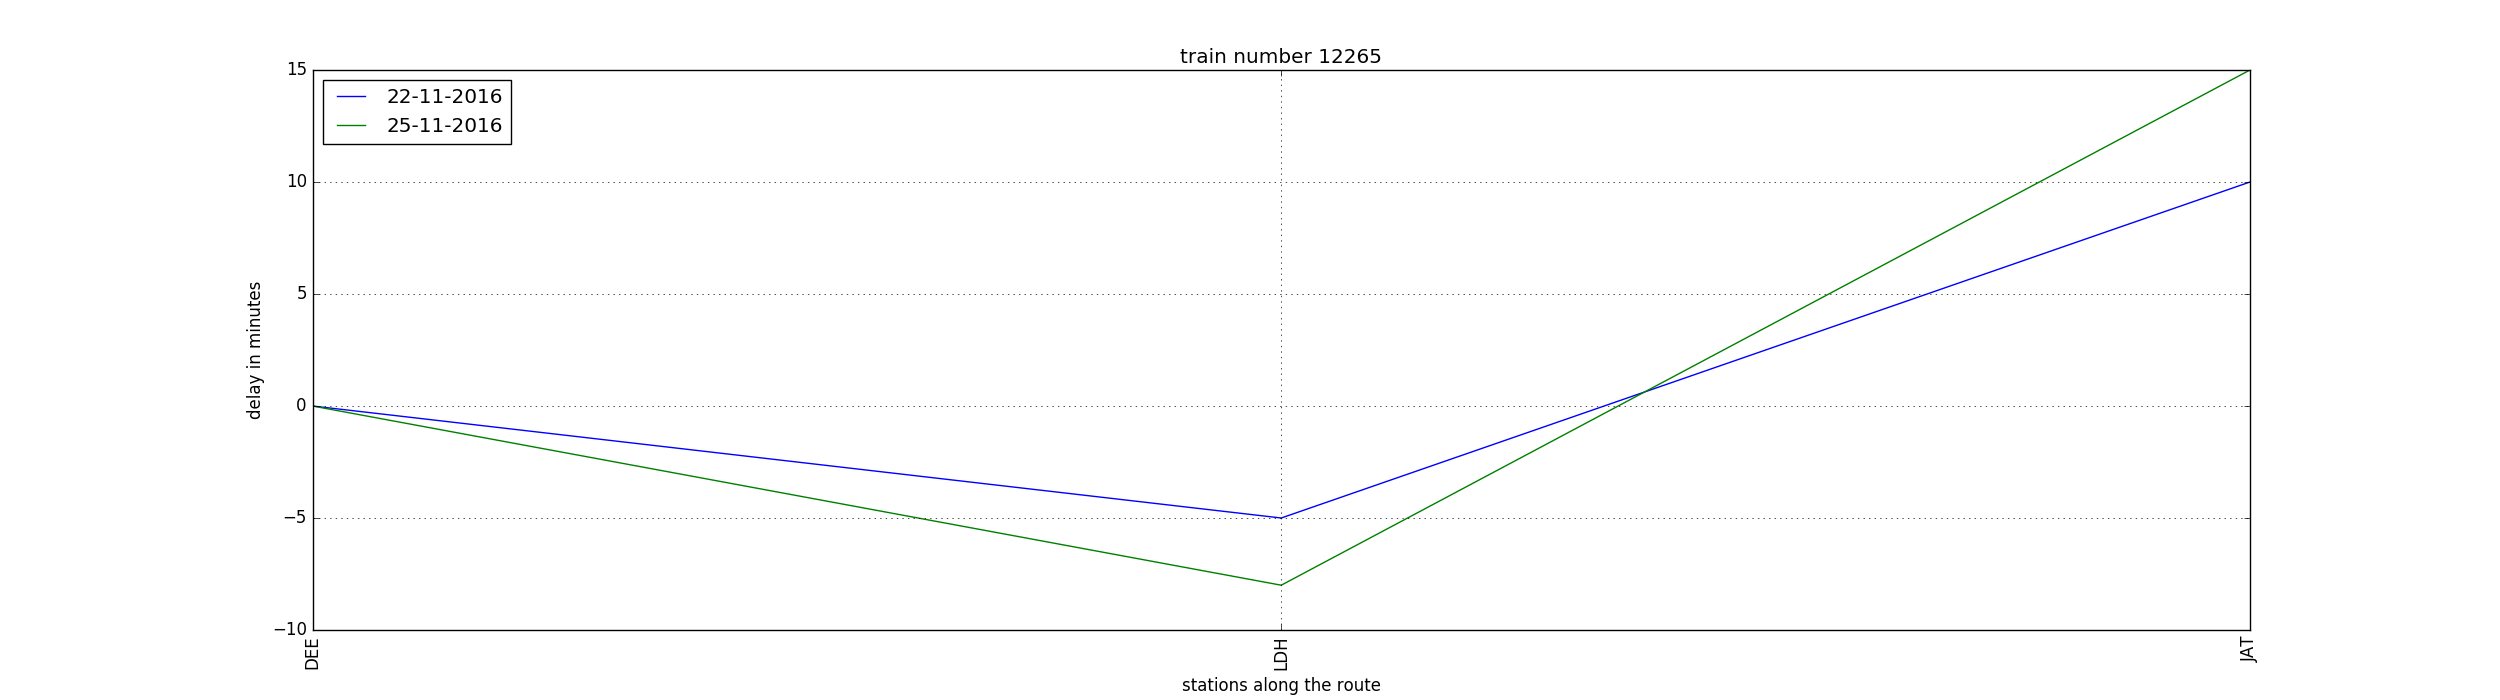 train number 12265
22-11-2016
25-11-2016
15
10
5
0
−5
−10
delay in minutes
DEE
LDH
JAT
stations along the route